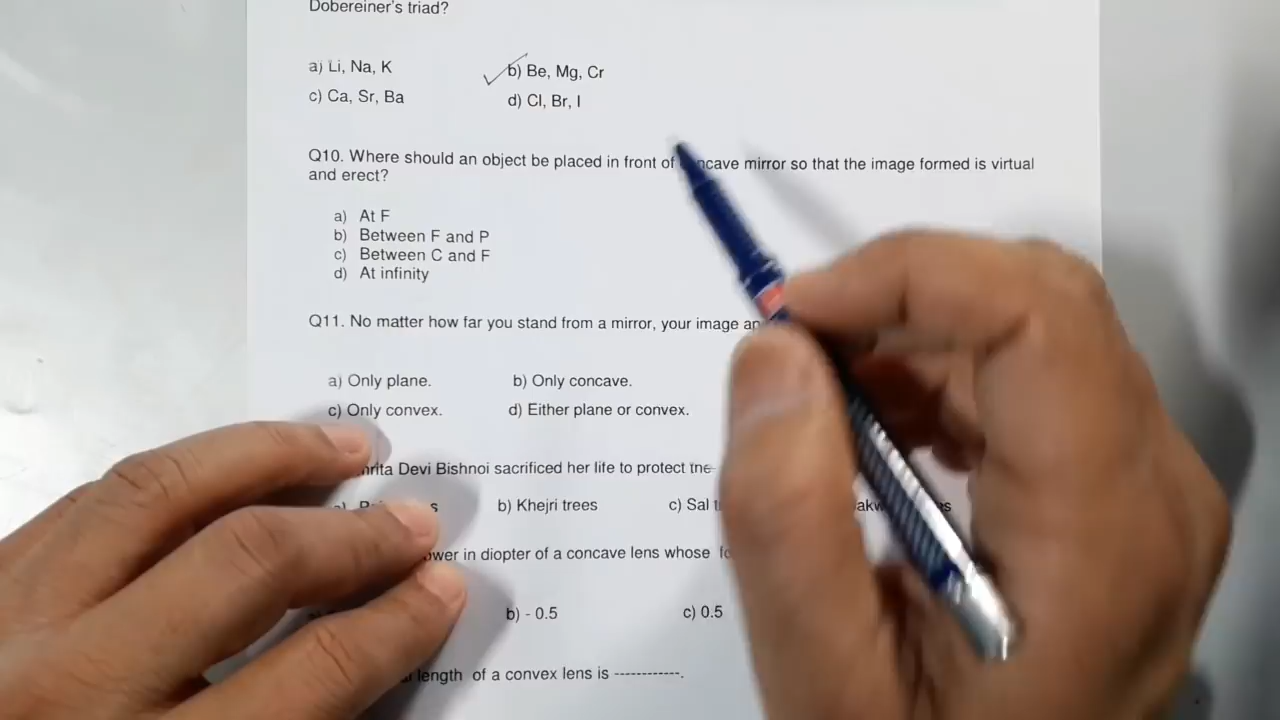 Dobereiner's triad?
a) Li, Na, K b) Be, Mg, Cr
c) Ca, Sr, Ba d) Cl, Br, I
Q10. Where should an object be placed in front of mirror so that the image formed is virtual
and erect?
a) At F
b) Between F and P
c) Between C and F
d) At infinity
Q11. No matter how far you stand from a mirror, your image
a) Only plane. b) Only concave.
c) Only convex. d) Either plane or convex.
Devi Bishnoi sacrificed her life to protect the
b) Khejri trees c) Sal
in diopter of a concave lens whose
b) - 0.5 c) 0.5
length of a convex lens is ------------.